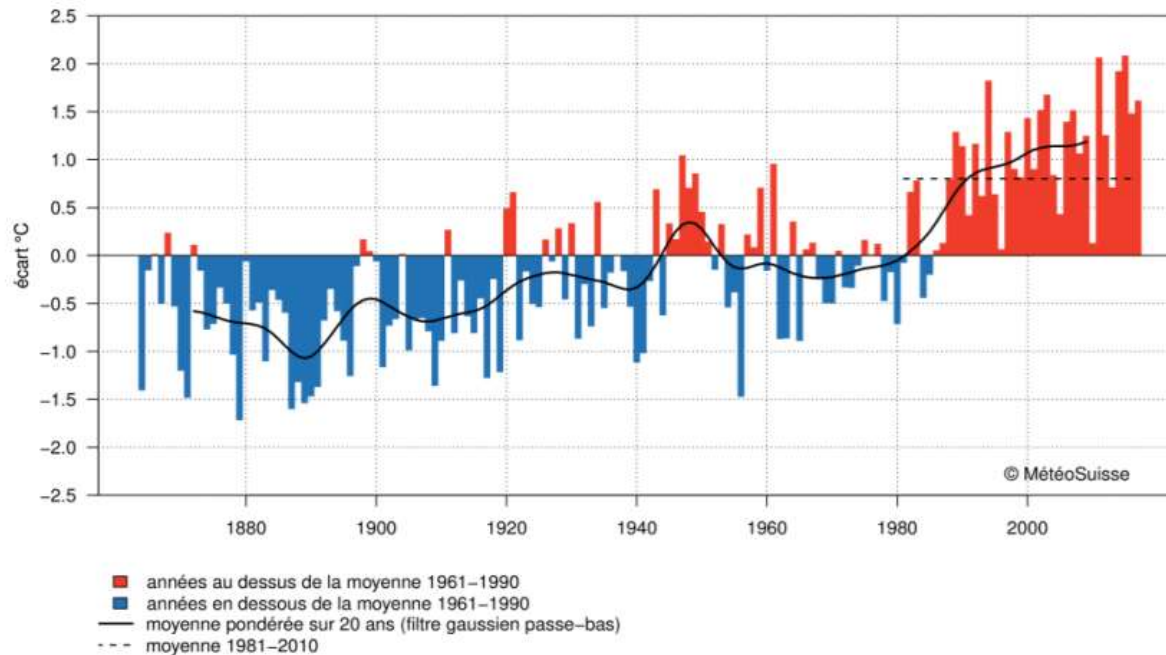 2.5
2.0
1.5
1.0
0.5
0.0
−0.5
−1.0
−1.5
−2.0
−2.5
écart °C
© MétéoSuisse
1880 1900 1920 1940 1960 1980 2000
années au dessus de la moyenne 1961−1990
années en dessous de la moyenne 1961−1990
moyenne pondérée sur 20 ans (filtre gaussien passe−bas)
moyenne 1981−2010